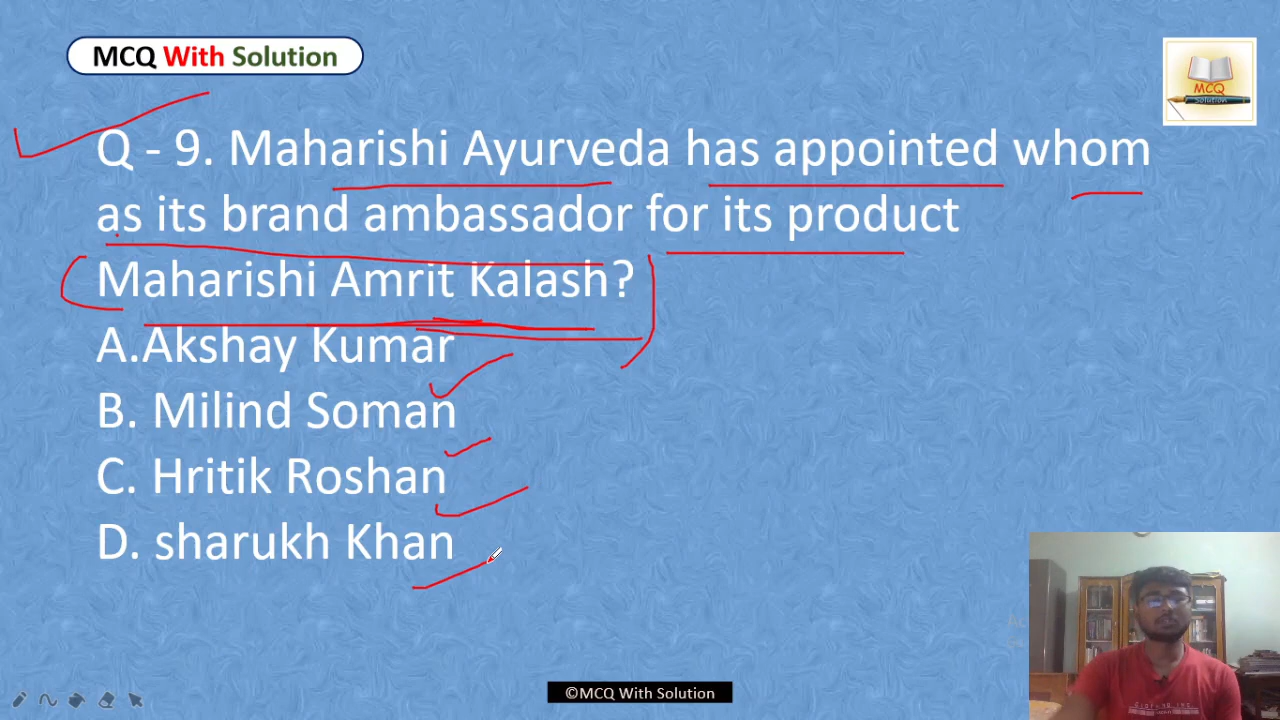 MCQ With Solution
MCQ
Solution
Q - 9. Maharishi Ayurveda has appointed whom
as its brand ambassador for its product
Maharishi Amrit Kalash?
A.Akshay Kumar
B. Milind Soman
C. Hritik Roshan
D. sharukh Khan
©MCQ With Solution